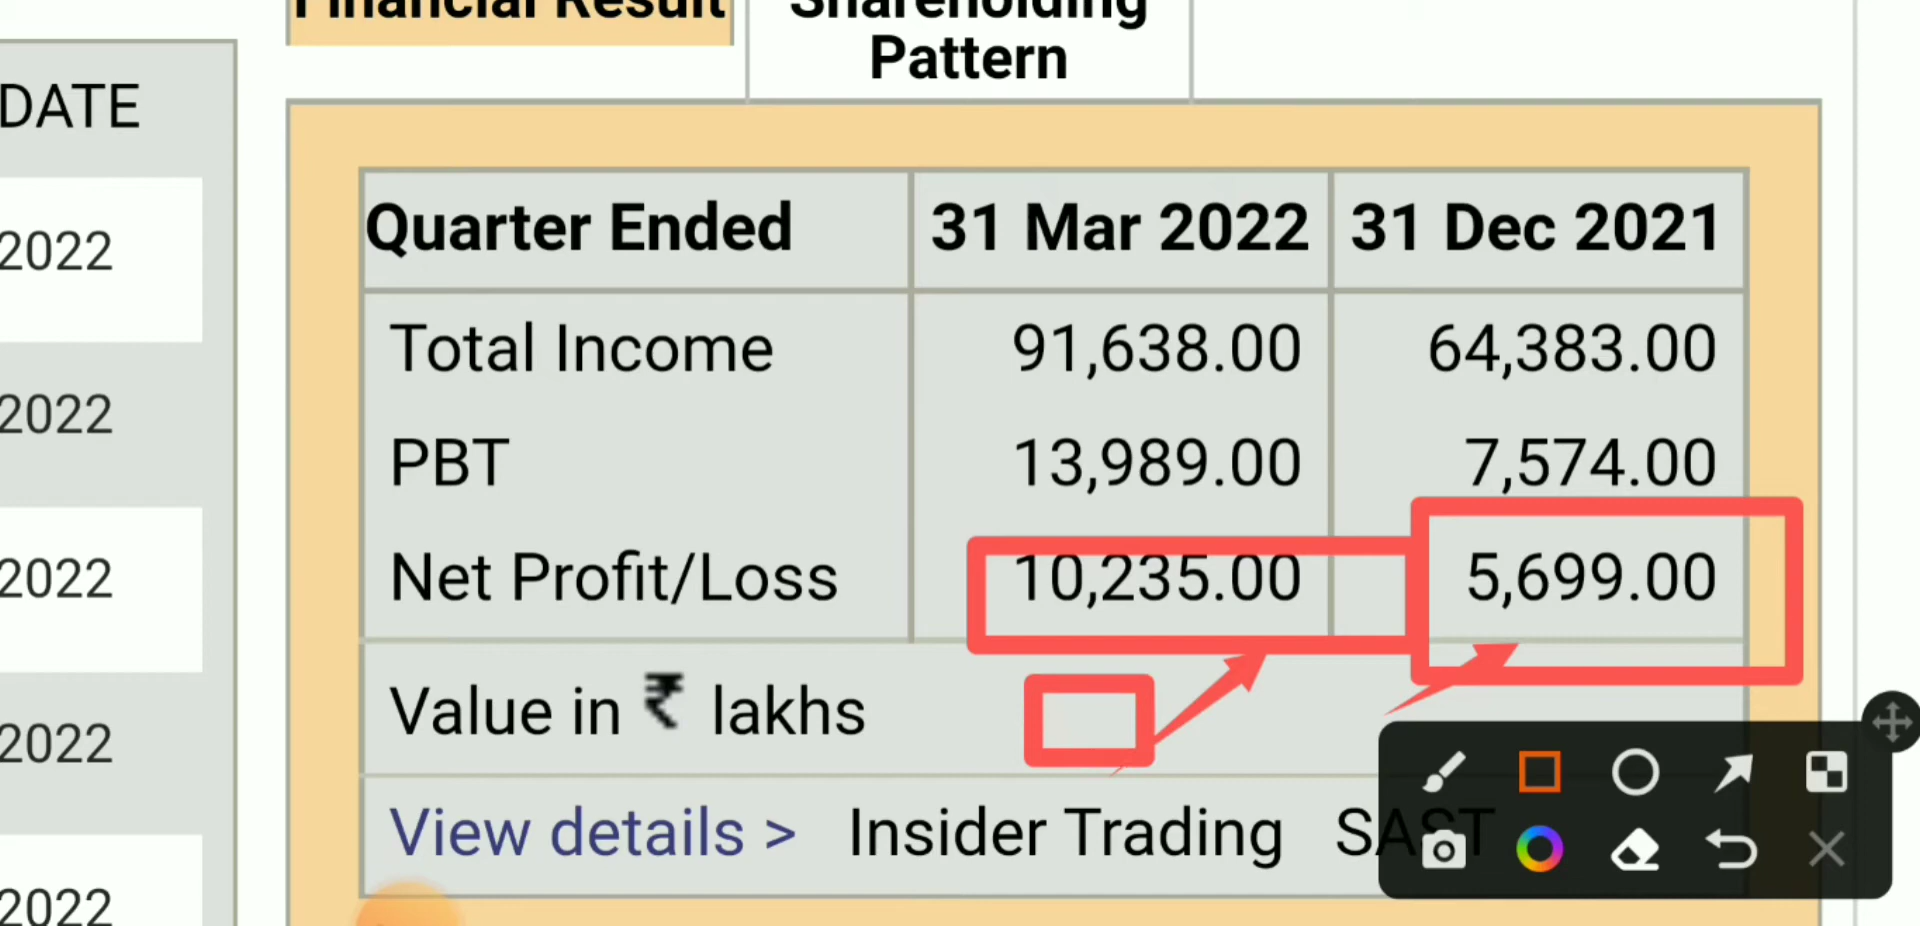 Financial Result
Shareholding
Pattern
DATE
2022
2022
2022
2022
2022
Quarter Ended 31 Mar 2022 31 Dec 2021
Total Income 91,638.00 64,383.00
PBT 13,989.00 7,574.00
Net Profit/Loss 10,235.00 5,699.00
Value in ₹ lakhs
View details > Insider Trading SAST